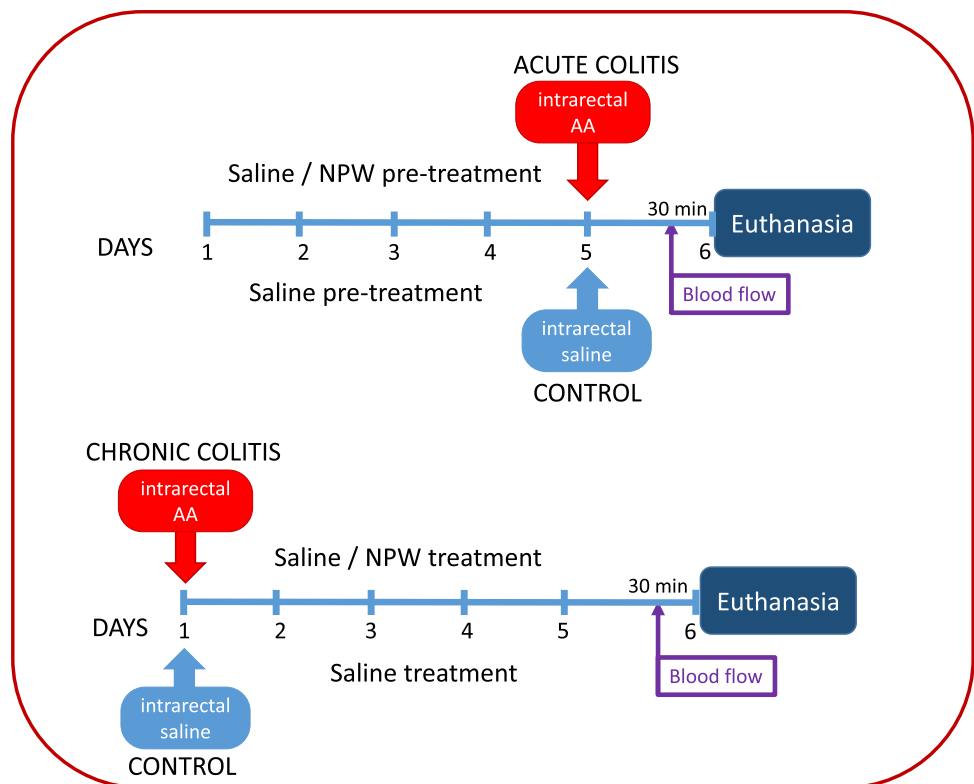 ACUTE COLITIS
intrarectal
AA
Saline / NPW pre-treatment
30 min
Euthanasia
DAYS
1
2
3
4
5
6
Saline pre-treatment
Blood flow
intrarectal
saline
CONTROL
CHRONIC COLITIS
intrarectal
AA
Saline / NPW treatment
30 min
Euthanasia
DAYS
1
2
3
4
5
6
Saline treatment
Blood flow
intrarectal
saline
CONTROL